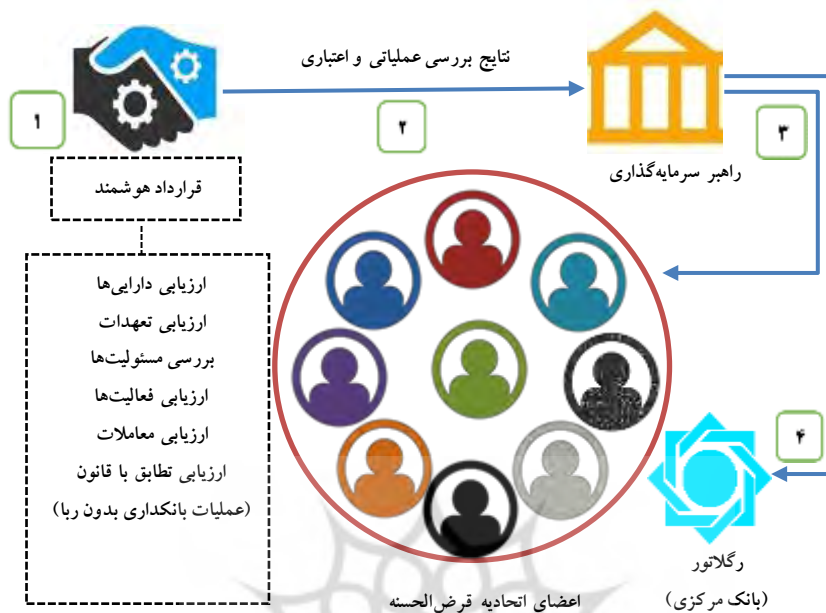 نتایج بررسی عملیاتی و اعتباری
۱
۲
۳
راهبر سرمایه‌گذاری
قرارداد هوشمند
ارزیابی دارایی‌ها
ارزیابی تعهدات
بررسی مسئولیت‌ها
ارزیابی فعالیت‌ها
ارزیابی معاملات
ارزیابی تطابق با قانون
(عملیات بانکداری بدون ربا)
۴
رگلاتور
(بانک مرکزی)
اعضای اتحادیه قرض‌الحسنه